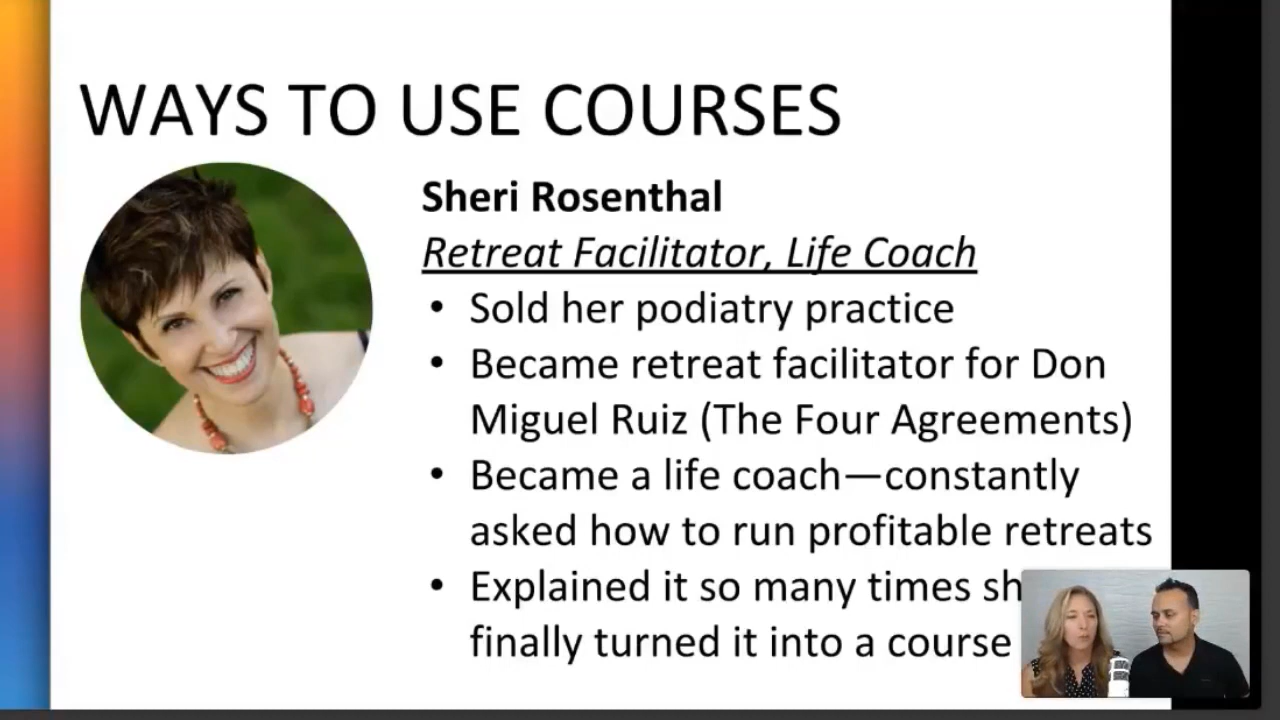 WAYS TO USE COURSES
Sheri Rosenthal
Retreat Facilitator, Life Coach
• Sold her podiatry practice
• Became retreat facilitator for Don
Miguel Ruiz (The Four Agreements)
• Became a life coach—constantly
asked how to run profitable retreats
• Explained it so many times
finally turned it into a course